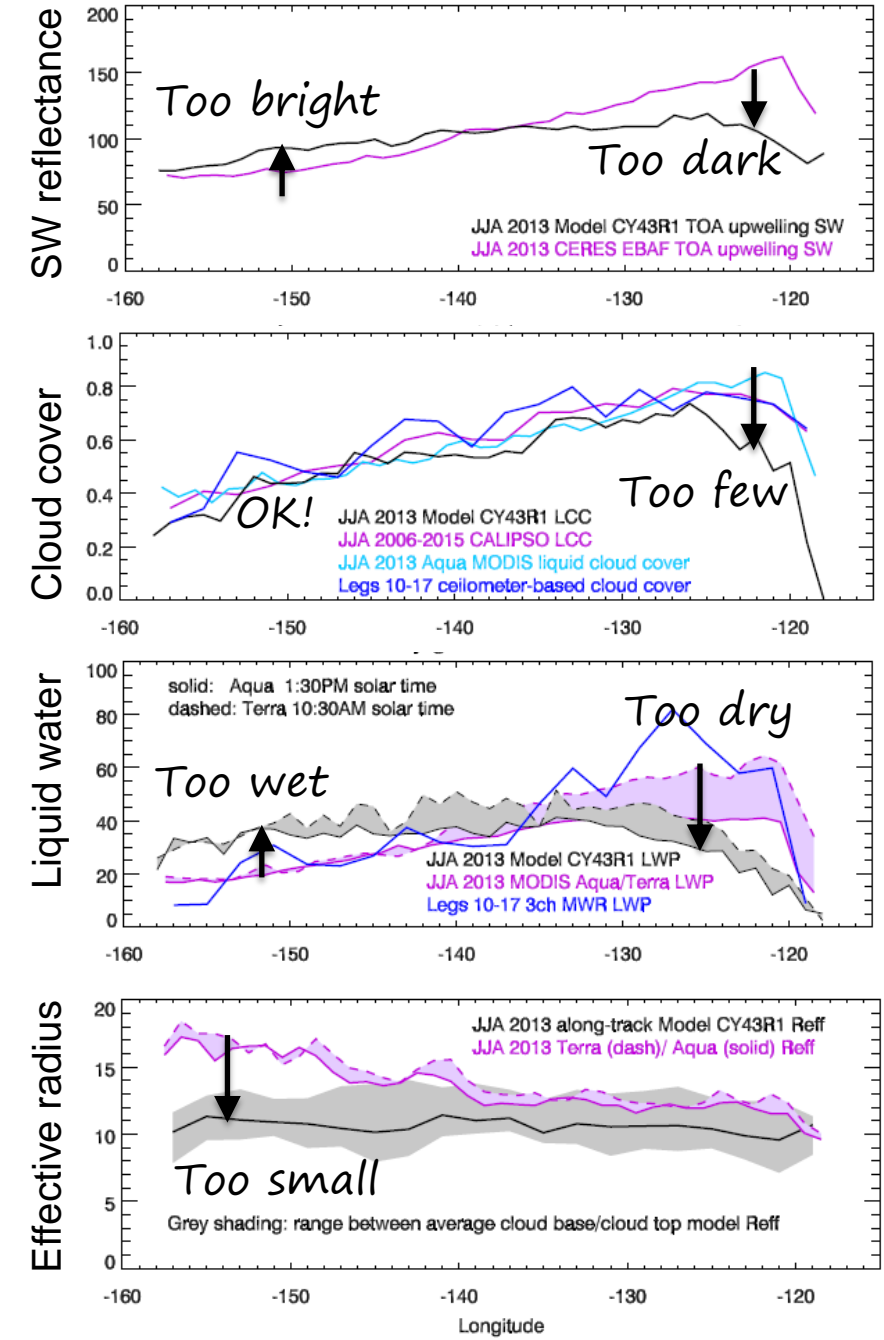 SW reflectance
200
150
100
50
0
Too bright
Too dark
JJA 2013 Model CY43R1 TOA upwelling SW
JJA 2013 CERES EBAF TOA upwelling SW
-160 -150 -140 -130 -120
Cloud cover
1.0
0.8
0.6
0.4
0.2
0.0
OK!
Too few
JJA 2013 Model CY43R1 LCC
JJA 2006-2015 CALIPSO LCC
JJA 2013 Aqua MODIS liquid cloud cover
Legs 10-17 ceilometer-based cloud cover
-160 -150 -140 -130 -120
Liquid water
100
80
60
40
20
0
solid: Aqua 1:30PM solar time
dashed: Terra 10:30AM solar time
Too dry
Too wet
JJA 2013 Model CY43R1 LWP
JJA 2013 MODIS Aqua/Terra LWP
Legs 10-17 3ch MWR LWP
-160 -150 -140 -130 -120
Effective radius
20
15
10
5
0
JJA 2013 along-track Model CY43R1 Reff
JJA 2013 Terra (dash)/ Aqua (solid) Reff
Too small
Grey shading: range between average cloud base/cloud top model Reff
-160 -150 -140 -130 -120
Longitude